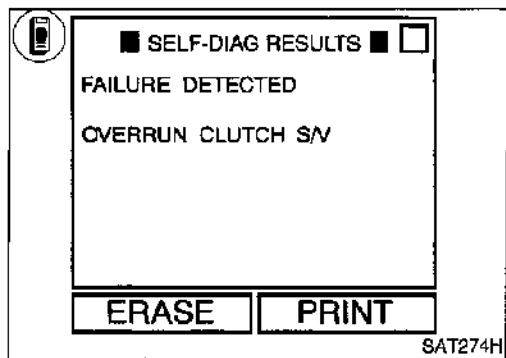 SELF-DIAG RESULTS
FAILURE DETECTED
OVERRUN CLUTCH S/V
ERASE PRINT
SAT274H